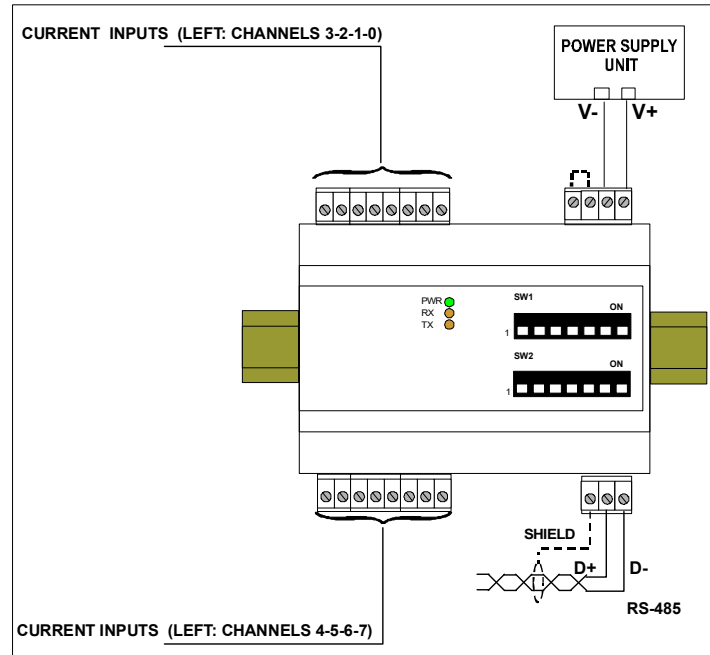 CURRENT INPUTS (LEFT: CHANNELS 3-2-1-0)
POWER SUPPLY
UNIT
V- V+
PWR
RX
TX
SW1
ON
1
SW2
ON
1
SHIELD
D+ D-
RS-485
CURRENT INPUTS (LEFT: CHANNELS 4-5-6-7)